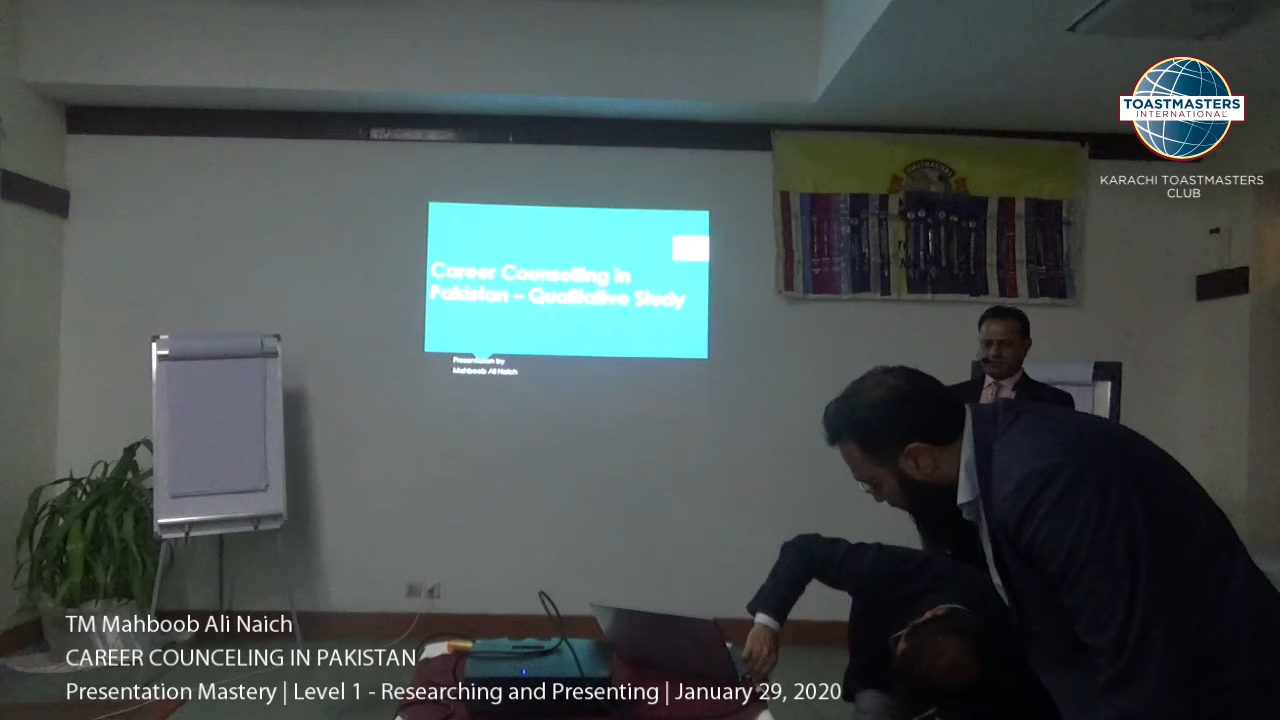 TOASTMASTERS
INTERNATIONAL
KARACHI TOASTMASTERS
CLUB
TOASTMASTERS
Career Counselling in
Pakistan – Qualitative Study
Presentation by
Mahboob Ali Naich
TM Mahboob Ali Naich
CAREER COUNCELING IN PAKISTAN
Presentation Mastery | Level 1 - Researching and Presenting | January 29, 2020